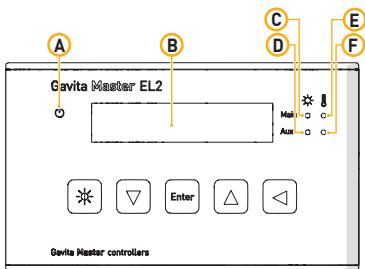 A B C E
D F
Gavita Master EL2
Main
Aux
Enter
Gavita Master controllers